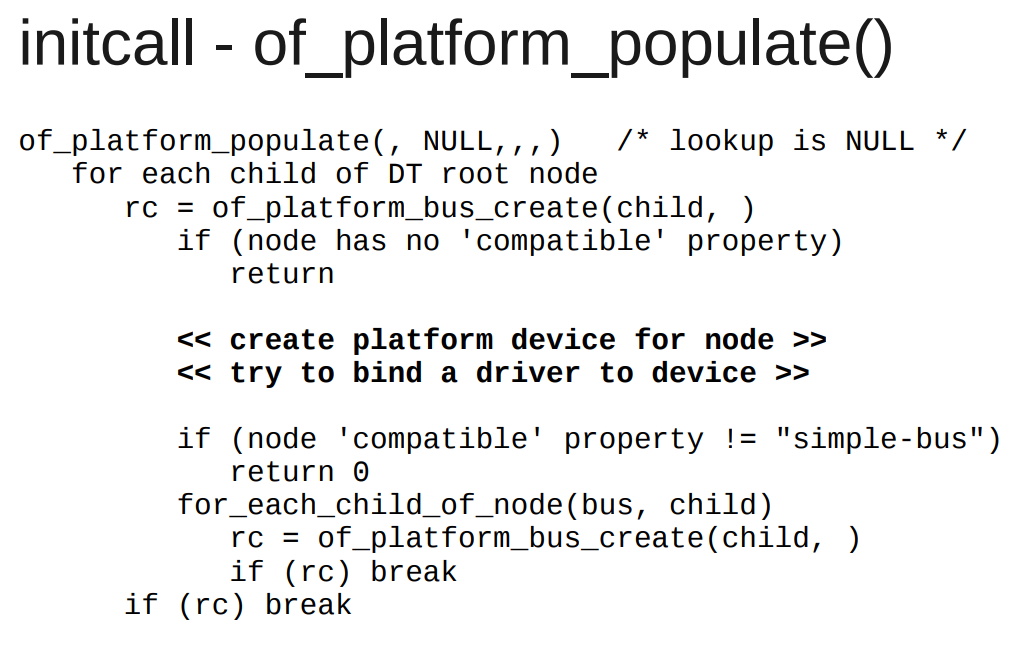 initcall - of_platform_populate()
of_platform_populate(, NULL,,,)   /* lookup is NULL */
   for each child of DT root node
      rc = of_platform_bus_create(child, )
         if (node has no 'compatible' property)
            return
         << create platform device for node >>
         << try to bind a driver to device >>
         if (node 'compatible' property != "simple-bus")
            return 0
         for_each_child_of_node(bus, child)
            rc = of_platform_bus_create(child, )
            if (rc) break
      if (rc) break